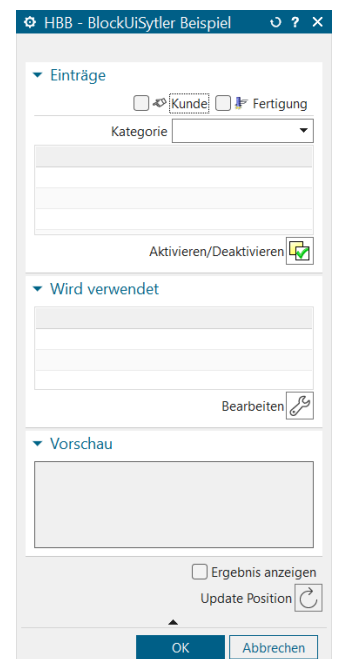 HBB - BlockUiSytler Beispiel
Einträge
Kunde Fertigung
Kategorie
Aktivieren/Deaktivieren
Wird verwendet
Bearbeiten
Vorschau
Ergebnis anzeigen
Update Position
OK Abbrechen